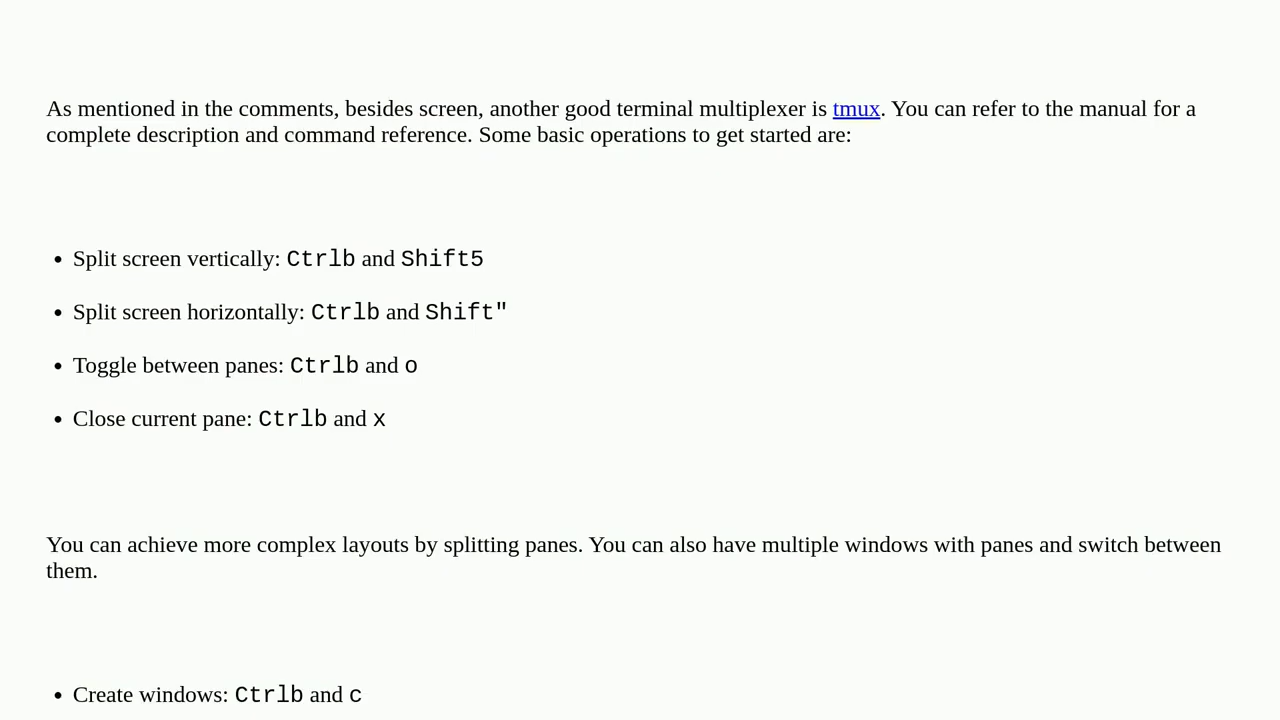 As mentioned in the comments, besides screen, another good terminal multiplexer is tmux. You can refer to the manual for a
complete description and command reference. Some basic operations to get started are:
• Split screen vertically: Ctrlb and Shift5
• Split screen horizontally: Ctrlb and Shift"
• Toggle between panes: Ctrlb and o
• Close current pane: Ctrlb and x
You can achieve more complex layouts by splitting panes. You can also have multiple windows with panes and switch between
them.
• Create windows: Ctrlb and c